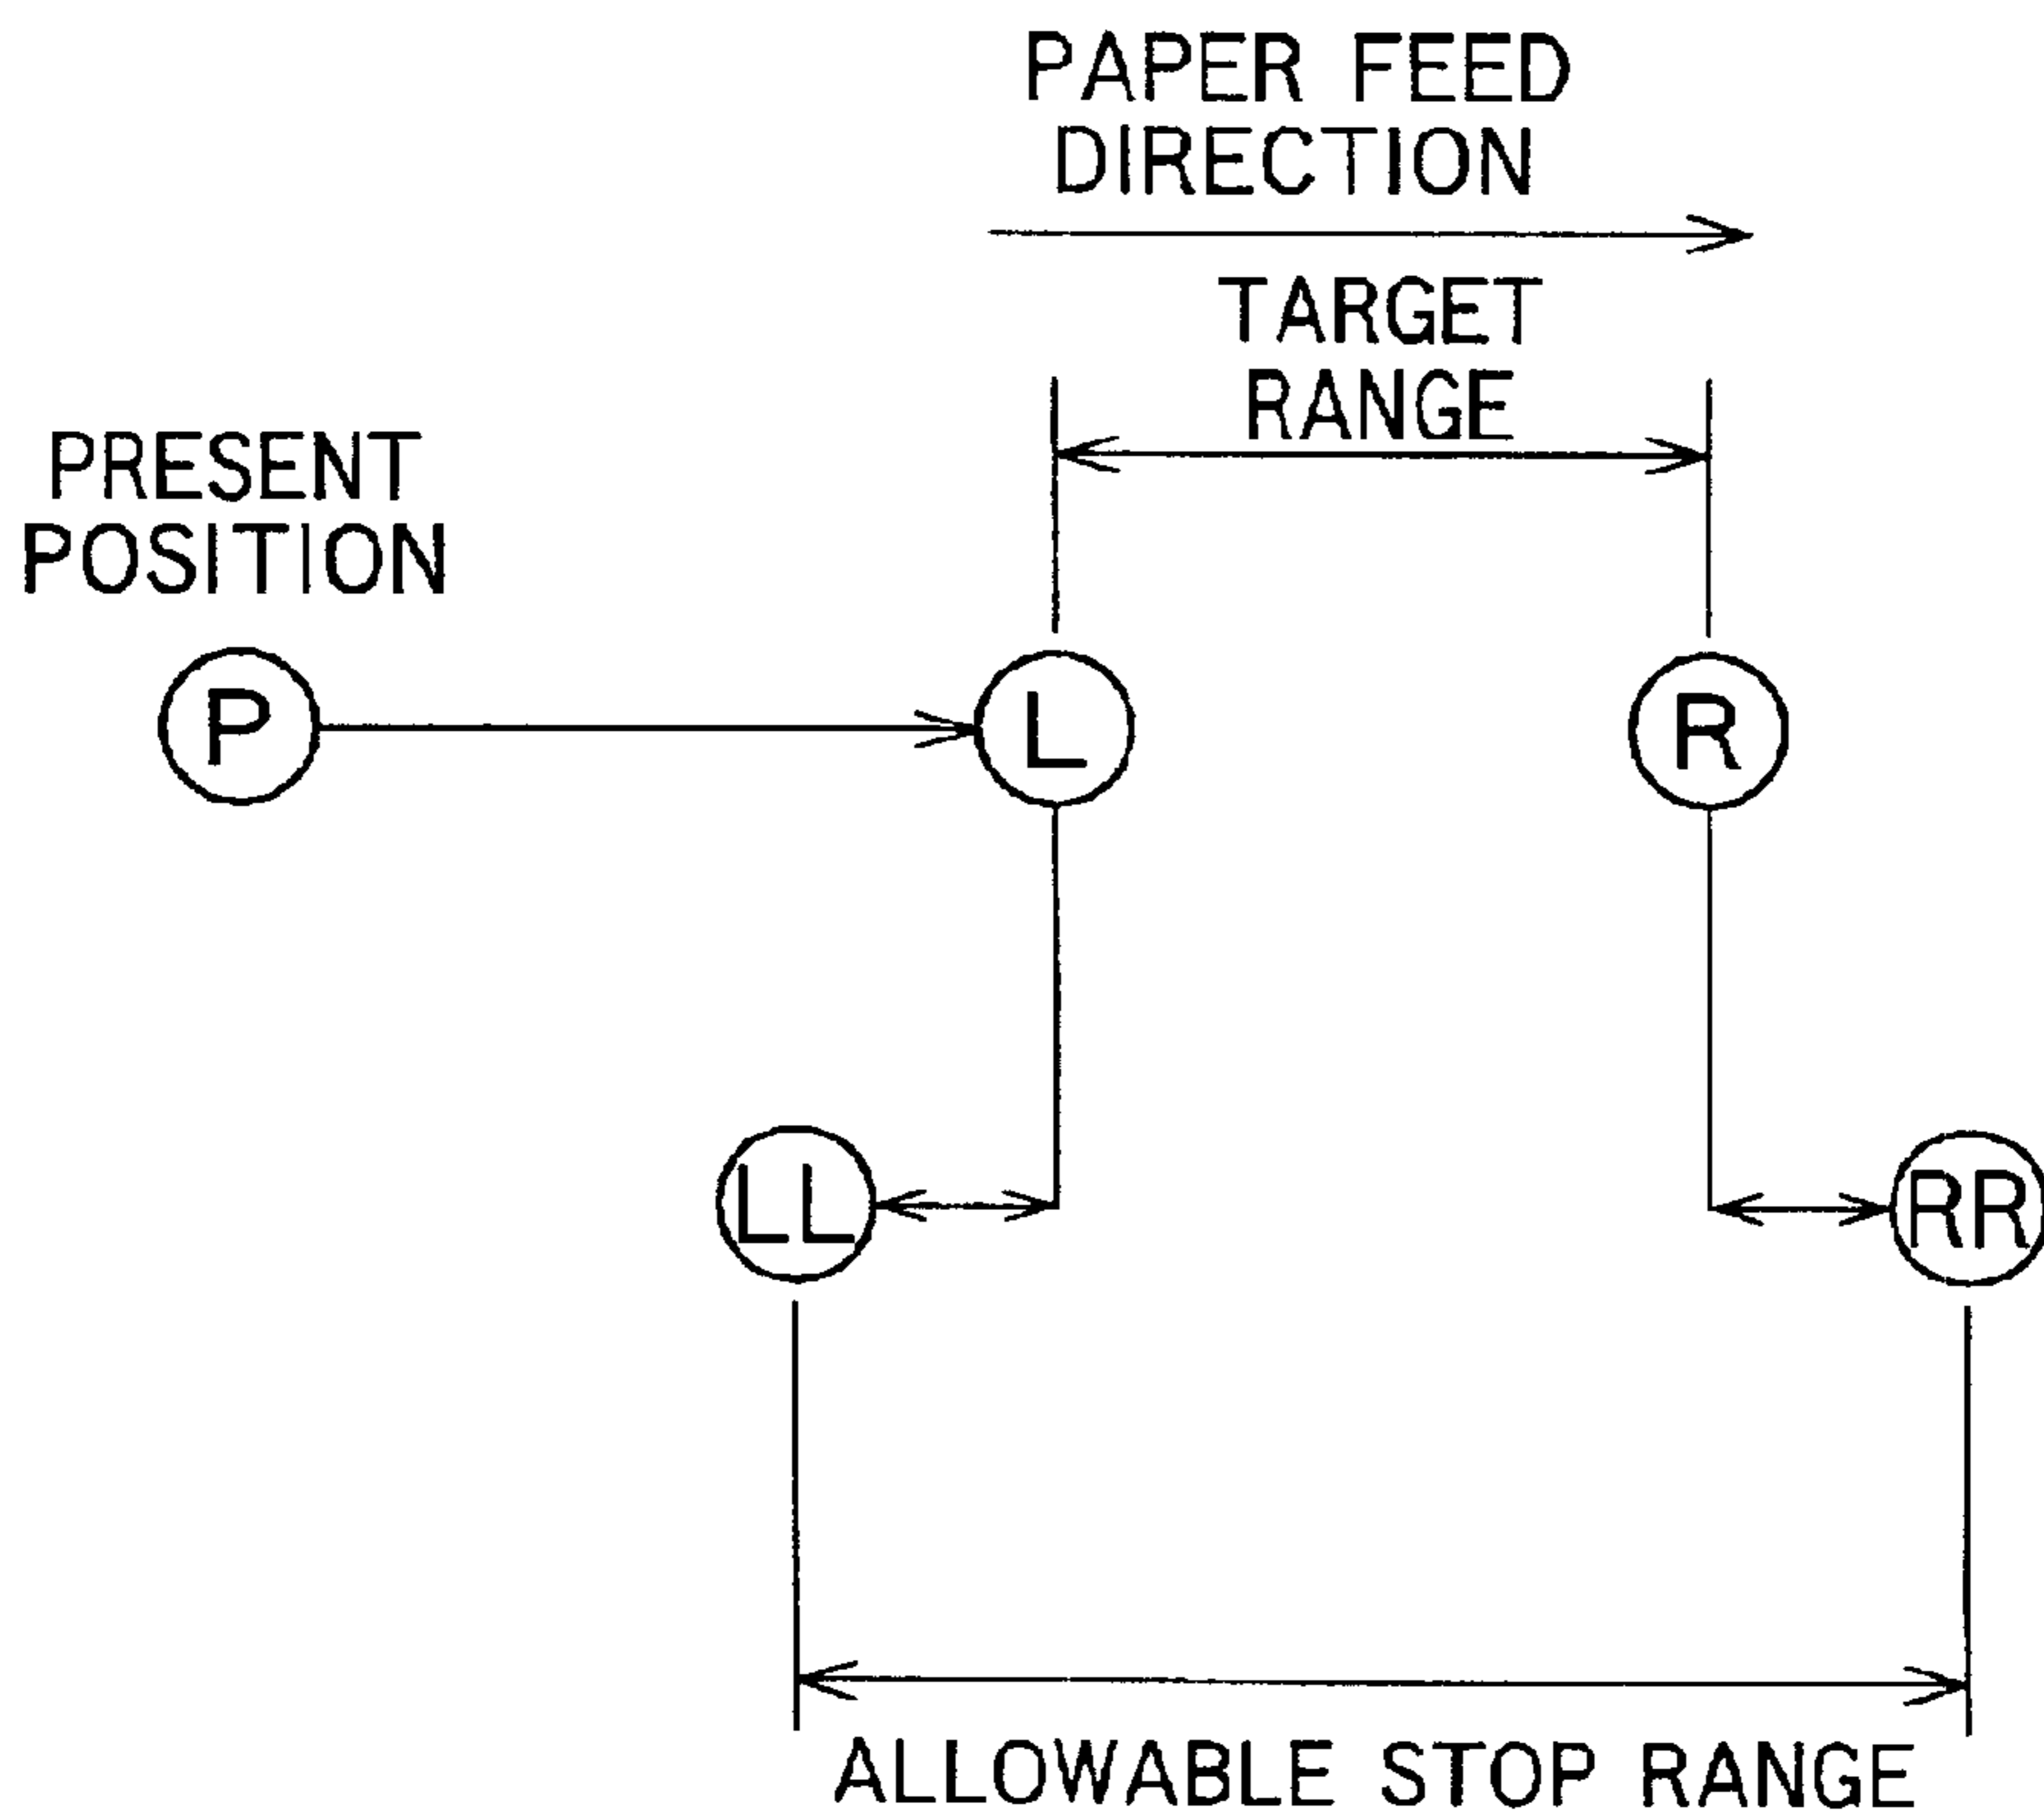 PAPER FEED
DIRECTION
TARGET
RANGE
PRESENT
POSITION
P
L
R
LL
RR
ALLOWABLE STOP RANGE